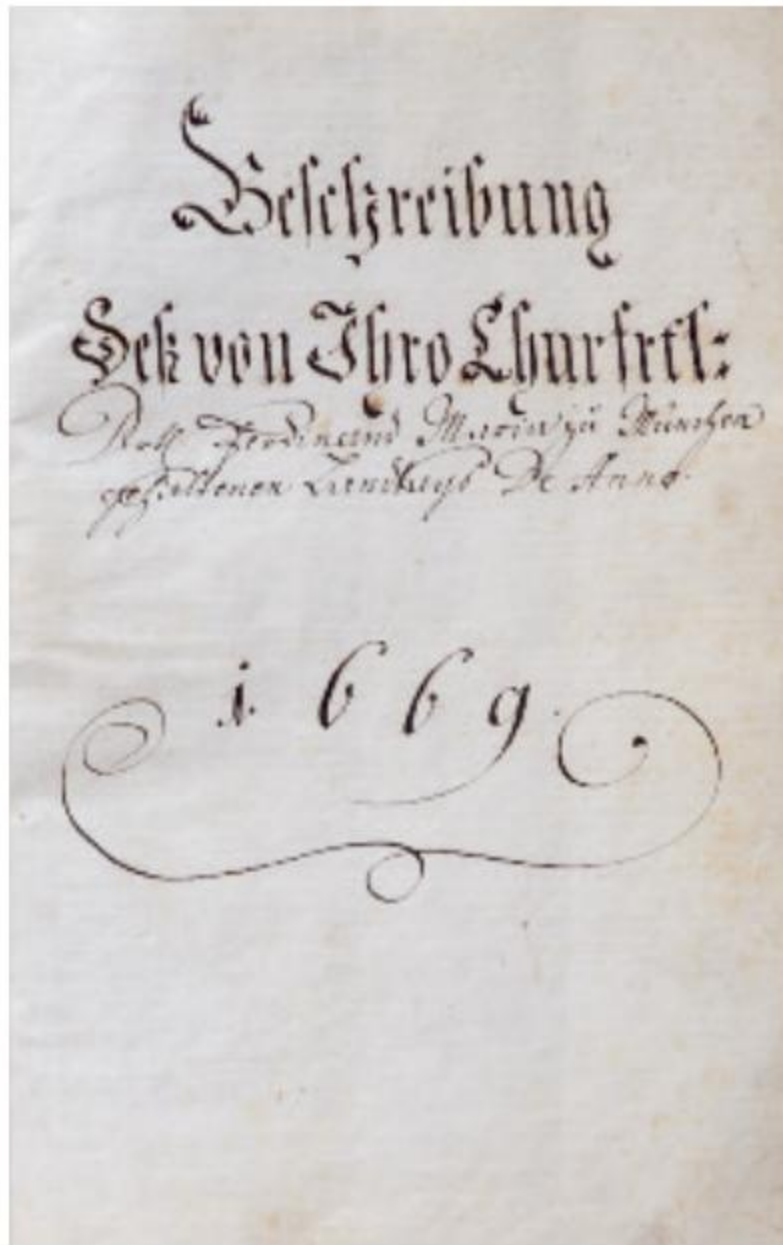 Beschreibung
Deß von Ihro Churfrtl:
Ferdinand Maria zu München
gehaltenen Landtags De Anno.
1669.